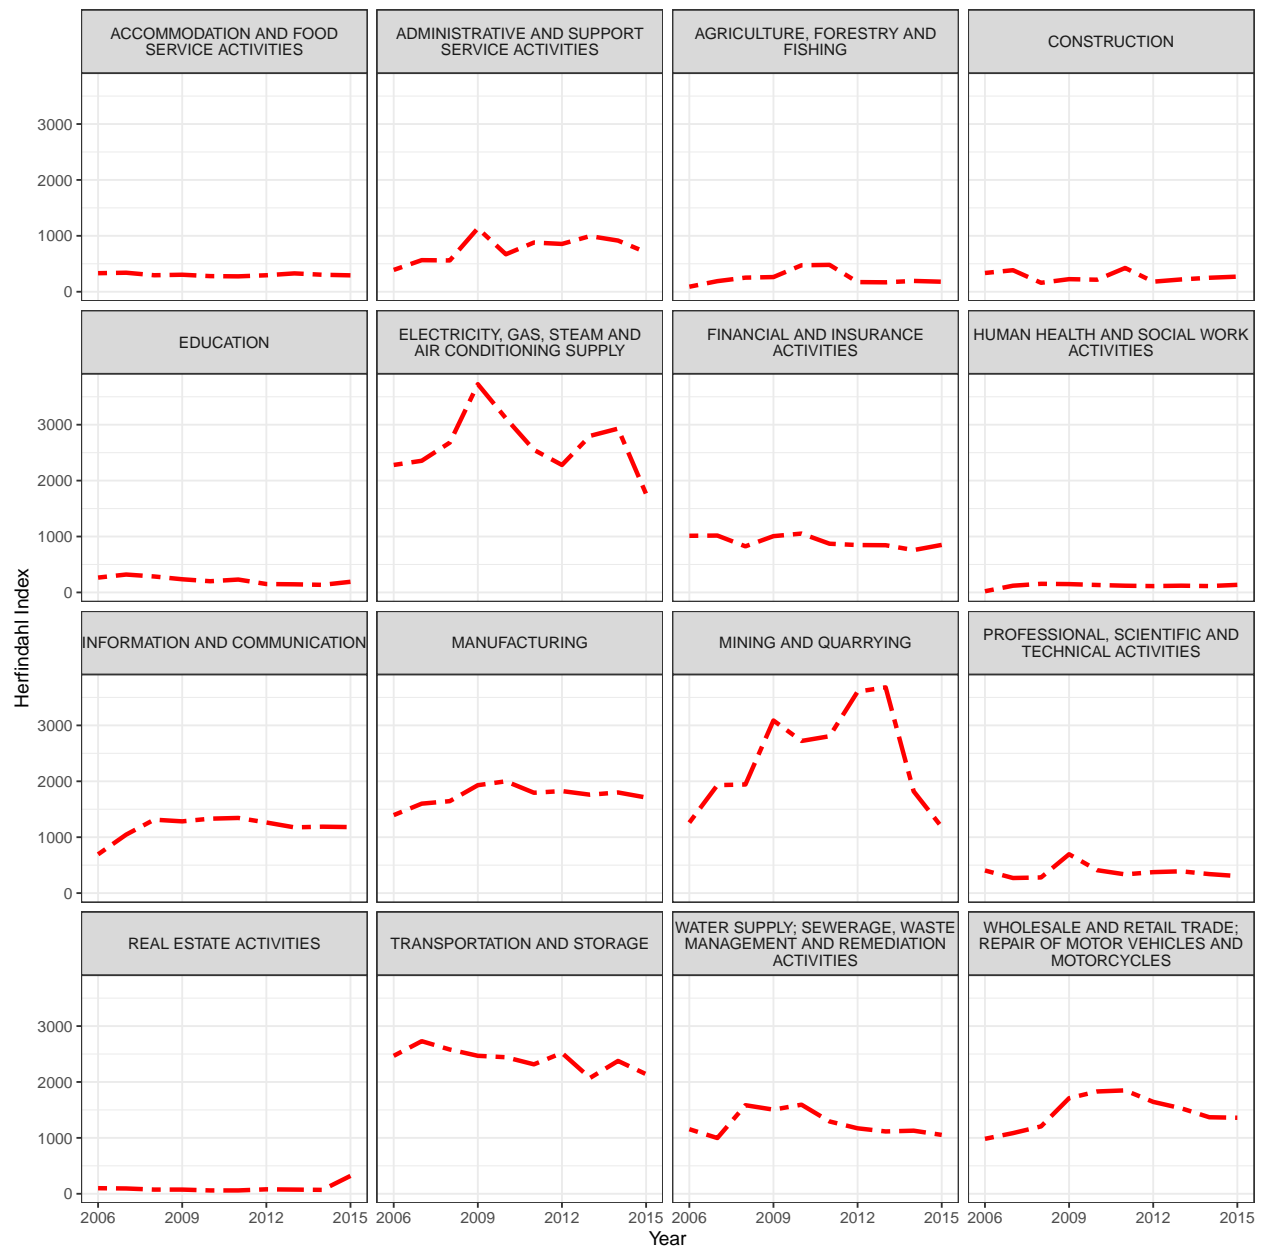 ACCOMMODATION AND FOOD
SERVICE ACTIVITIES
ADMINISTRATIVE AND SUPPORT
SERVICE ACTIVITIES
AGRICULTURE, FORESTRY AND
FISHING
CONSTRUCTION
3000
2000
1000
0
EDUCATION
ELECTRICITY, GAS, STEAM AND
AIR CONDITIONING SUPPLY
FINANCIAL AND INSURANCE
ACTIVITIES
HUMAN HEALTH AND SOCIAL WORK
ACTIVITIES
3000
2000
1000
0
Herfindahl Index
INFORMATION AND COMMUNICATION
MANUFACTURING
MINING AND QUARRYING
PROFESSIONAL, SCIENTIFIC AND
TECHNICAL ACTIVITIES
3000
2000
1000
0
REAL ESTATE ACTIVITIES
TRANSPORTATION AND STORAGE
WATER SUPPLY; SEWERAGE, WASTE
MANAGEMENT AND REMEDIATION
ACTIVITIES
WHOLESALE AND RETAIL TRADE;
REPAIR OF MOTOR VEHICLES AND
MOTORCYCLES
3000
2000
1000
0
2006 2009 2012 2015 2006 2009 2012 2015 2006 2009 2012 2015 2006 2009 2012 2015
Year